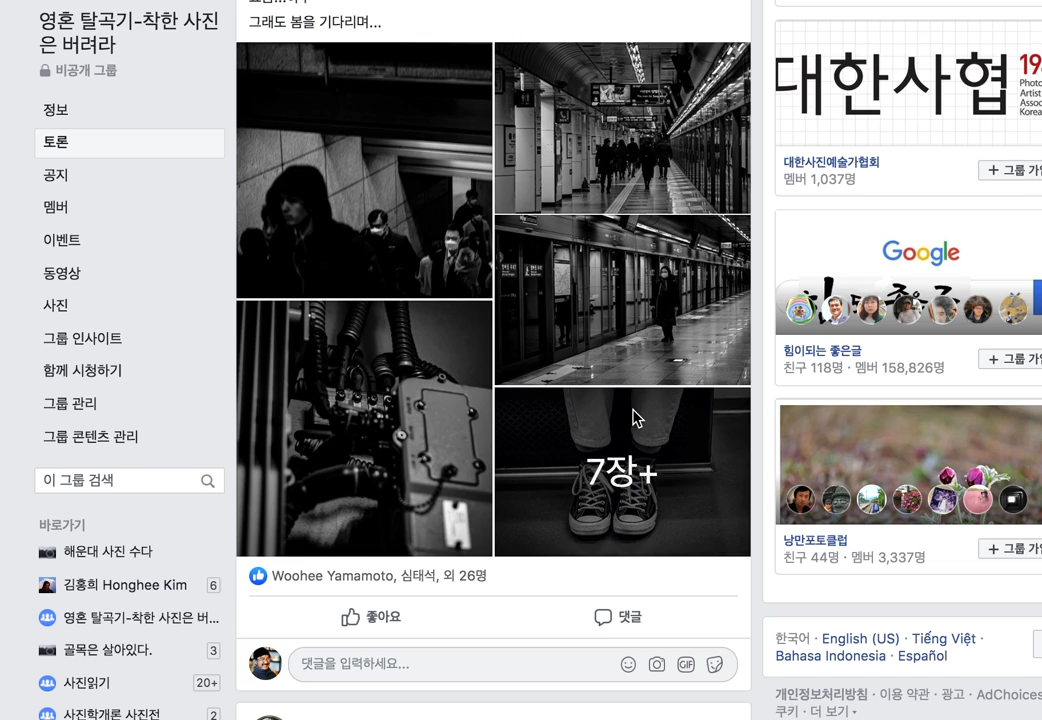 영혼 탈곡기-착한 사진
은 버려라
비공개 그룹
정보
토론
공지
멤버
이벤트
동영상
사진
그룹 인사이트
함께 시청하기
그룹 관리
그룹 콘텐츠 관리
이 그룹 검색
바로가기
해운대 사진 수다
김홍희 Honghee Kim 6
영혼 탈곡기-착한 사진은 버...
골목은 살아있다. 3
사진읽기 20+
사진학개론 사진전 2
그래도 봄을 기다리며...
7장+
Woohee Yamamoto, 심태석, 외 26명
좋아요
댓글
댓글을 입력하세요...
GIF
대한사협
19
Photo
Artist
Assoc
Korea
대한사진예술가협회
멤버 1,037명
+ 그룹 가
Google
힘이되는 좋은글
친구 118명 · 멤버 158,826명
+ 그룹 가
낭만포토클럽
친구 44명 · 멤버 3,337명
+ 그룹 가
한국어 · English (US) · Tiếng Việt ·
Bahasa Indonesia · Español
개인정보처리방침 · 이용 약관 · 광고 · AdChoices
쿠키 · 더 보기